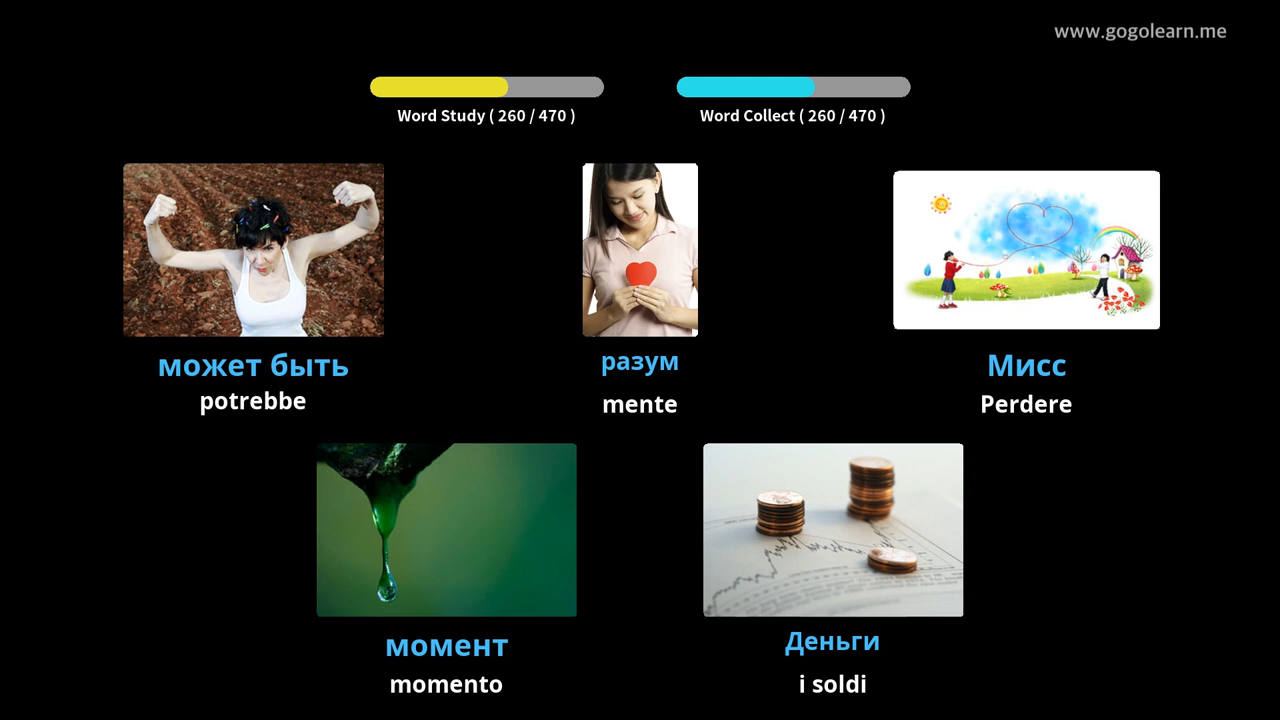 www.gogolearn.me
Word Study ( 260 / 470 )
Word Collect ( 260 / 470 )
может быть
potrebbe
разум
mente
Мисс
Perdere
момент
momento
Деньги
i soldi